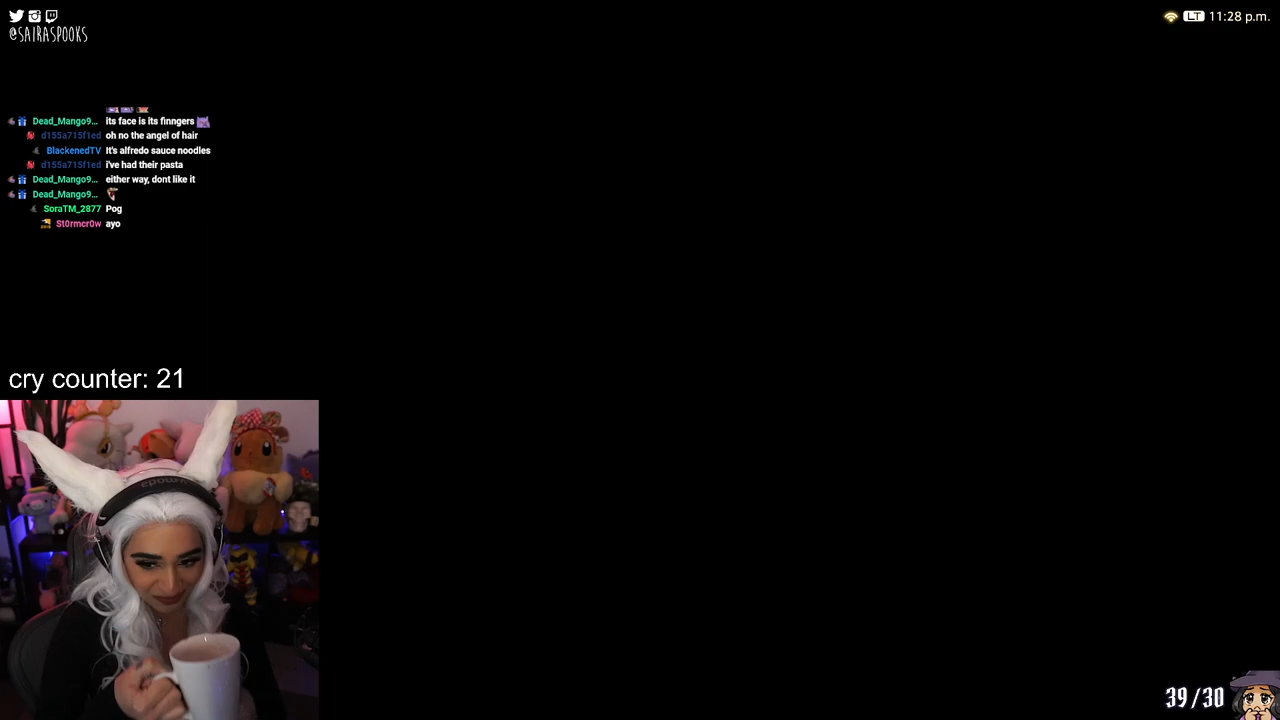 @SAIRASPOOKS
LT 11:28 p.m.
Dead_Mango9... its face is its finngers
d155a715f1ed oh no the angel of hair
BlackenedTV It's alfredo sauce noodles
d155a715f1ed i've had their pasta
Dead_Mango9... either way, dont like it
Dead_Mango9...
SoraTM_2877 Pog
St0rmcr0w ayo
cry counter: 21
39/30